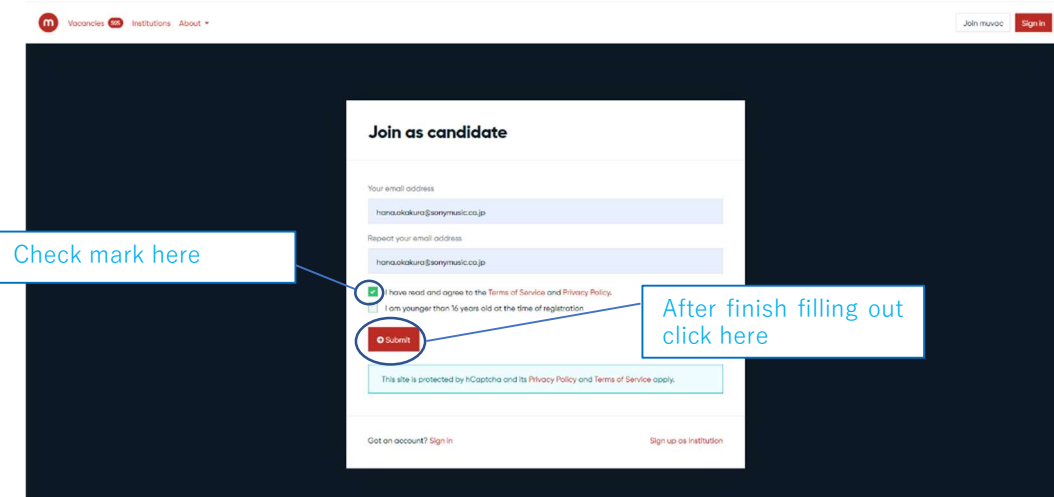 m Vacancies 195 Institutions About Join muvac Sign in
Join as candidate
Your email address
hana.okakura@sonymusic.co.jp
Repeat your email address
hana.okakura@sonymusic.co.jp
Check mark here
I have read and agree to the Terms of Service and Privacy Policy.
I am younger than 16 years old at the time of registration
After finish filling out
click here
Submit
This site is protected by hCaptcha and its Privacy Policy and Terms of Service apply.
Got an account? Sign in Sign up as institution